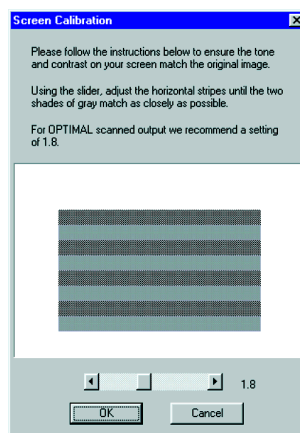 Screen Calibration
Please follow the instructions below to ensure the tone
and contrast on your screen match the original image.
Using the slider, adjust the horizontal stripes until the two
shades of gray match as closely as possible.
For OPTIMAL scanned output we recommend a setting
of 1.8.
1.8
OK
Cancel